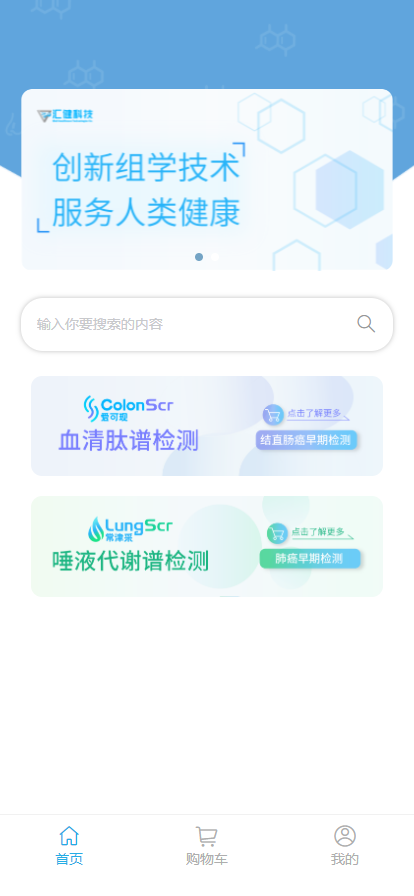 汇健科技
创新组学技术
服务人类健康
输入你要搜索的内容
ColonScr
爱可观
血清肽谱检测
点击了解更多
结直肠癌早期检测
LungScr
常津采
唾液代谢谱检测
点击了解更多
肺癌早期检测
首页
购物车
我的